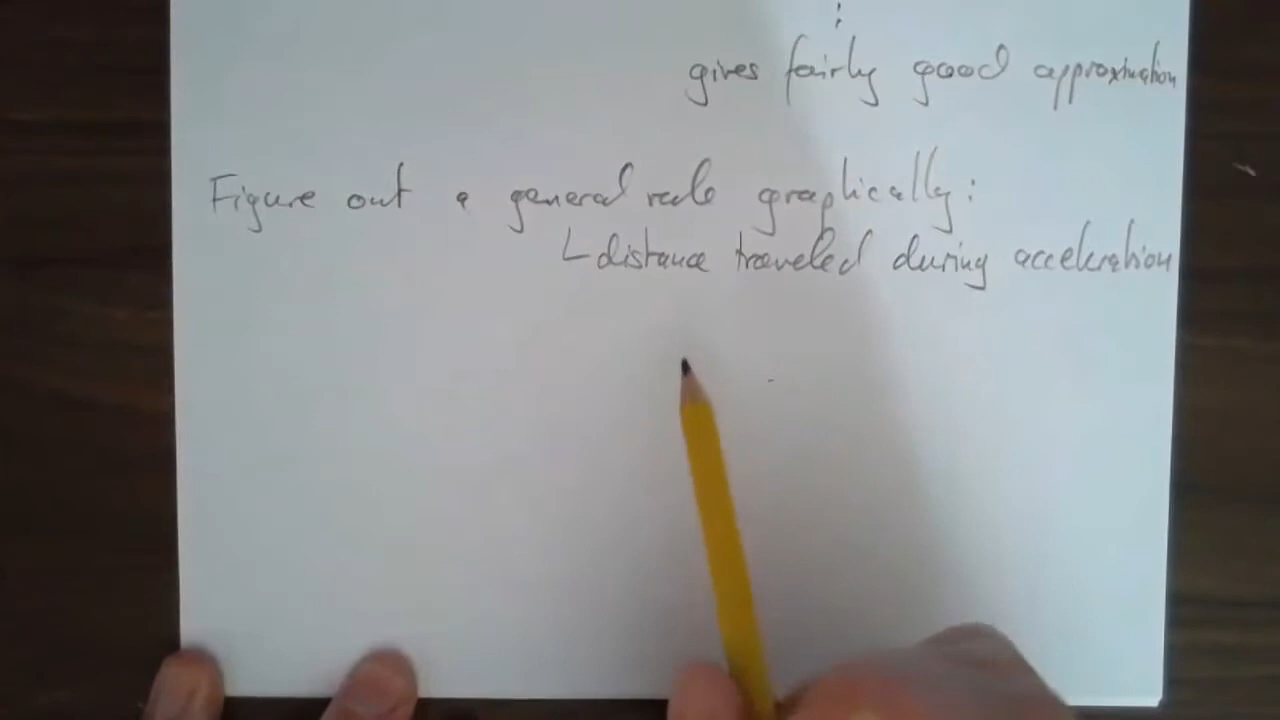 :
gives fairly good approximation
Figure out a general rule graphically:
└ distance traveled during acceleration